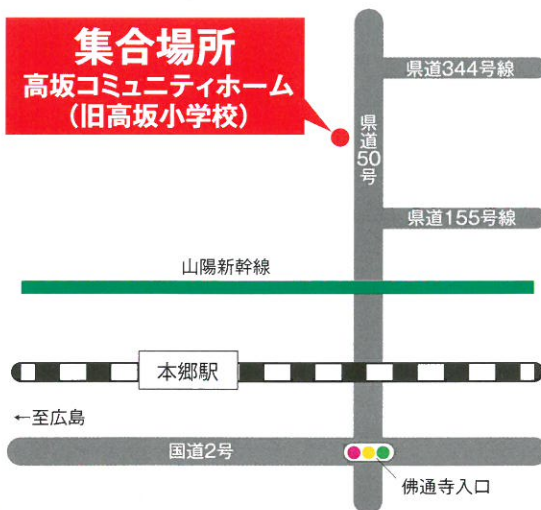 集合場所
高坂コミュニティホーム
（旧高坂小学校）
県道344号線
県道50号
県道155号線
山陽新幹線
本郷駅
←至広島
国道2号
佛通寺入口